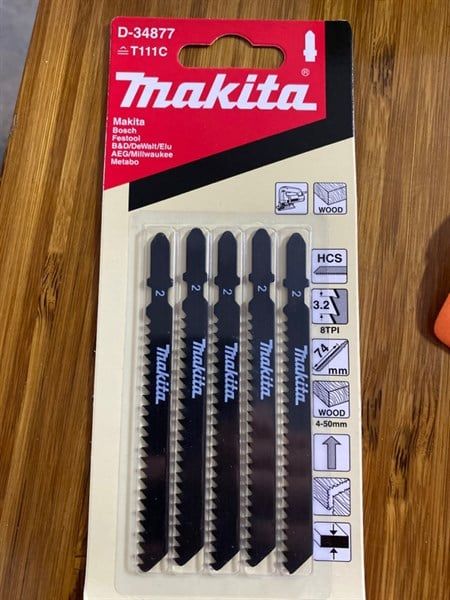 D-34877
≙ T111C
makita®
Makita
Bosch
Festool
B&D/DeWalt/Elu
AEG/Millwaukee
Metabo
WOOD
HCS
3.2
8TPI
74
mm
WOOD
4-50mm
2
2
2
2
2
makita
makita
makita
makita
makita